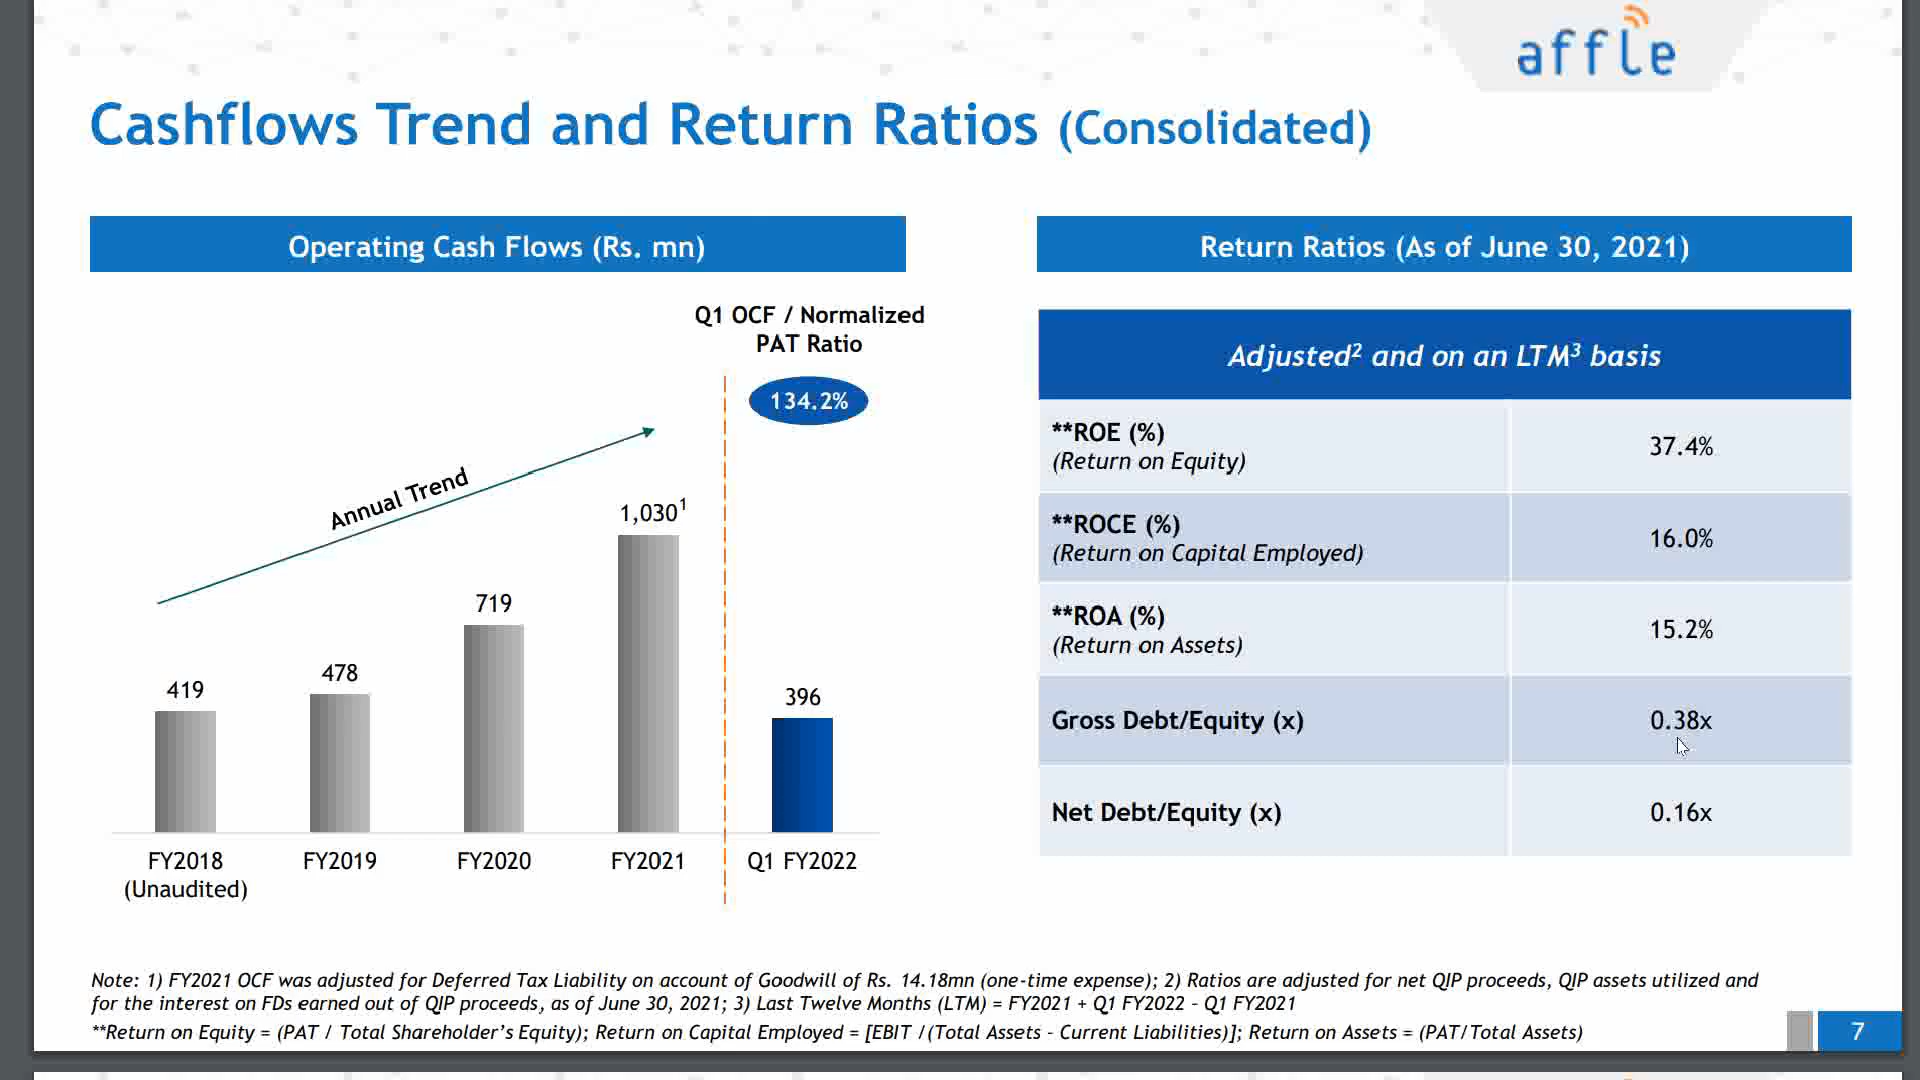 affle
Cashflows Trend and Return Ratios (Consolidated)
Operating Cash Flows (Rs. mn)
Q1 OCF / Normalized
PAT Ratio
134.2%
Annual Trend
419
478
719
1,030¹
396
FY2018
(Unaudited)
FY2019
FY2020
FY2021
Q1 FY2022
Return Ratios (As of June 30, 2021)
Adjusted² and on an LTM³ basis
**ROE (%)
(Return on Equity)
37.4%
**ROCE (%)
(Return on Capital Employed)
16.0%
**ROA (%)
(Return on Assets)
15.2%
Gross Debt/Equity (x)
0.38x
Net Debt/Equity (x)
0.16x
Note: 1) FY2021 OCF was adjusted for Deferred Tax Liability on account of Goodwill of Rs. 14.18mn (one-time expense); 2) Ratios are adjusted for net QIP proceeds, QIP assets utilized and
for the interest on FDs earned out of QIP proceeds, as of June 30, 2021; 3) Last Twelve Months (LTM) = FY2021 + Q1 FY2022 – Q1 FY2021
**Return on Equity = (PAT / Total Shareholder's Equity); Return on Capital Employed = [EBIT /(Total Assets – Current Liabilities)]; Return on Assets = (PAT/Total Assets)
7